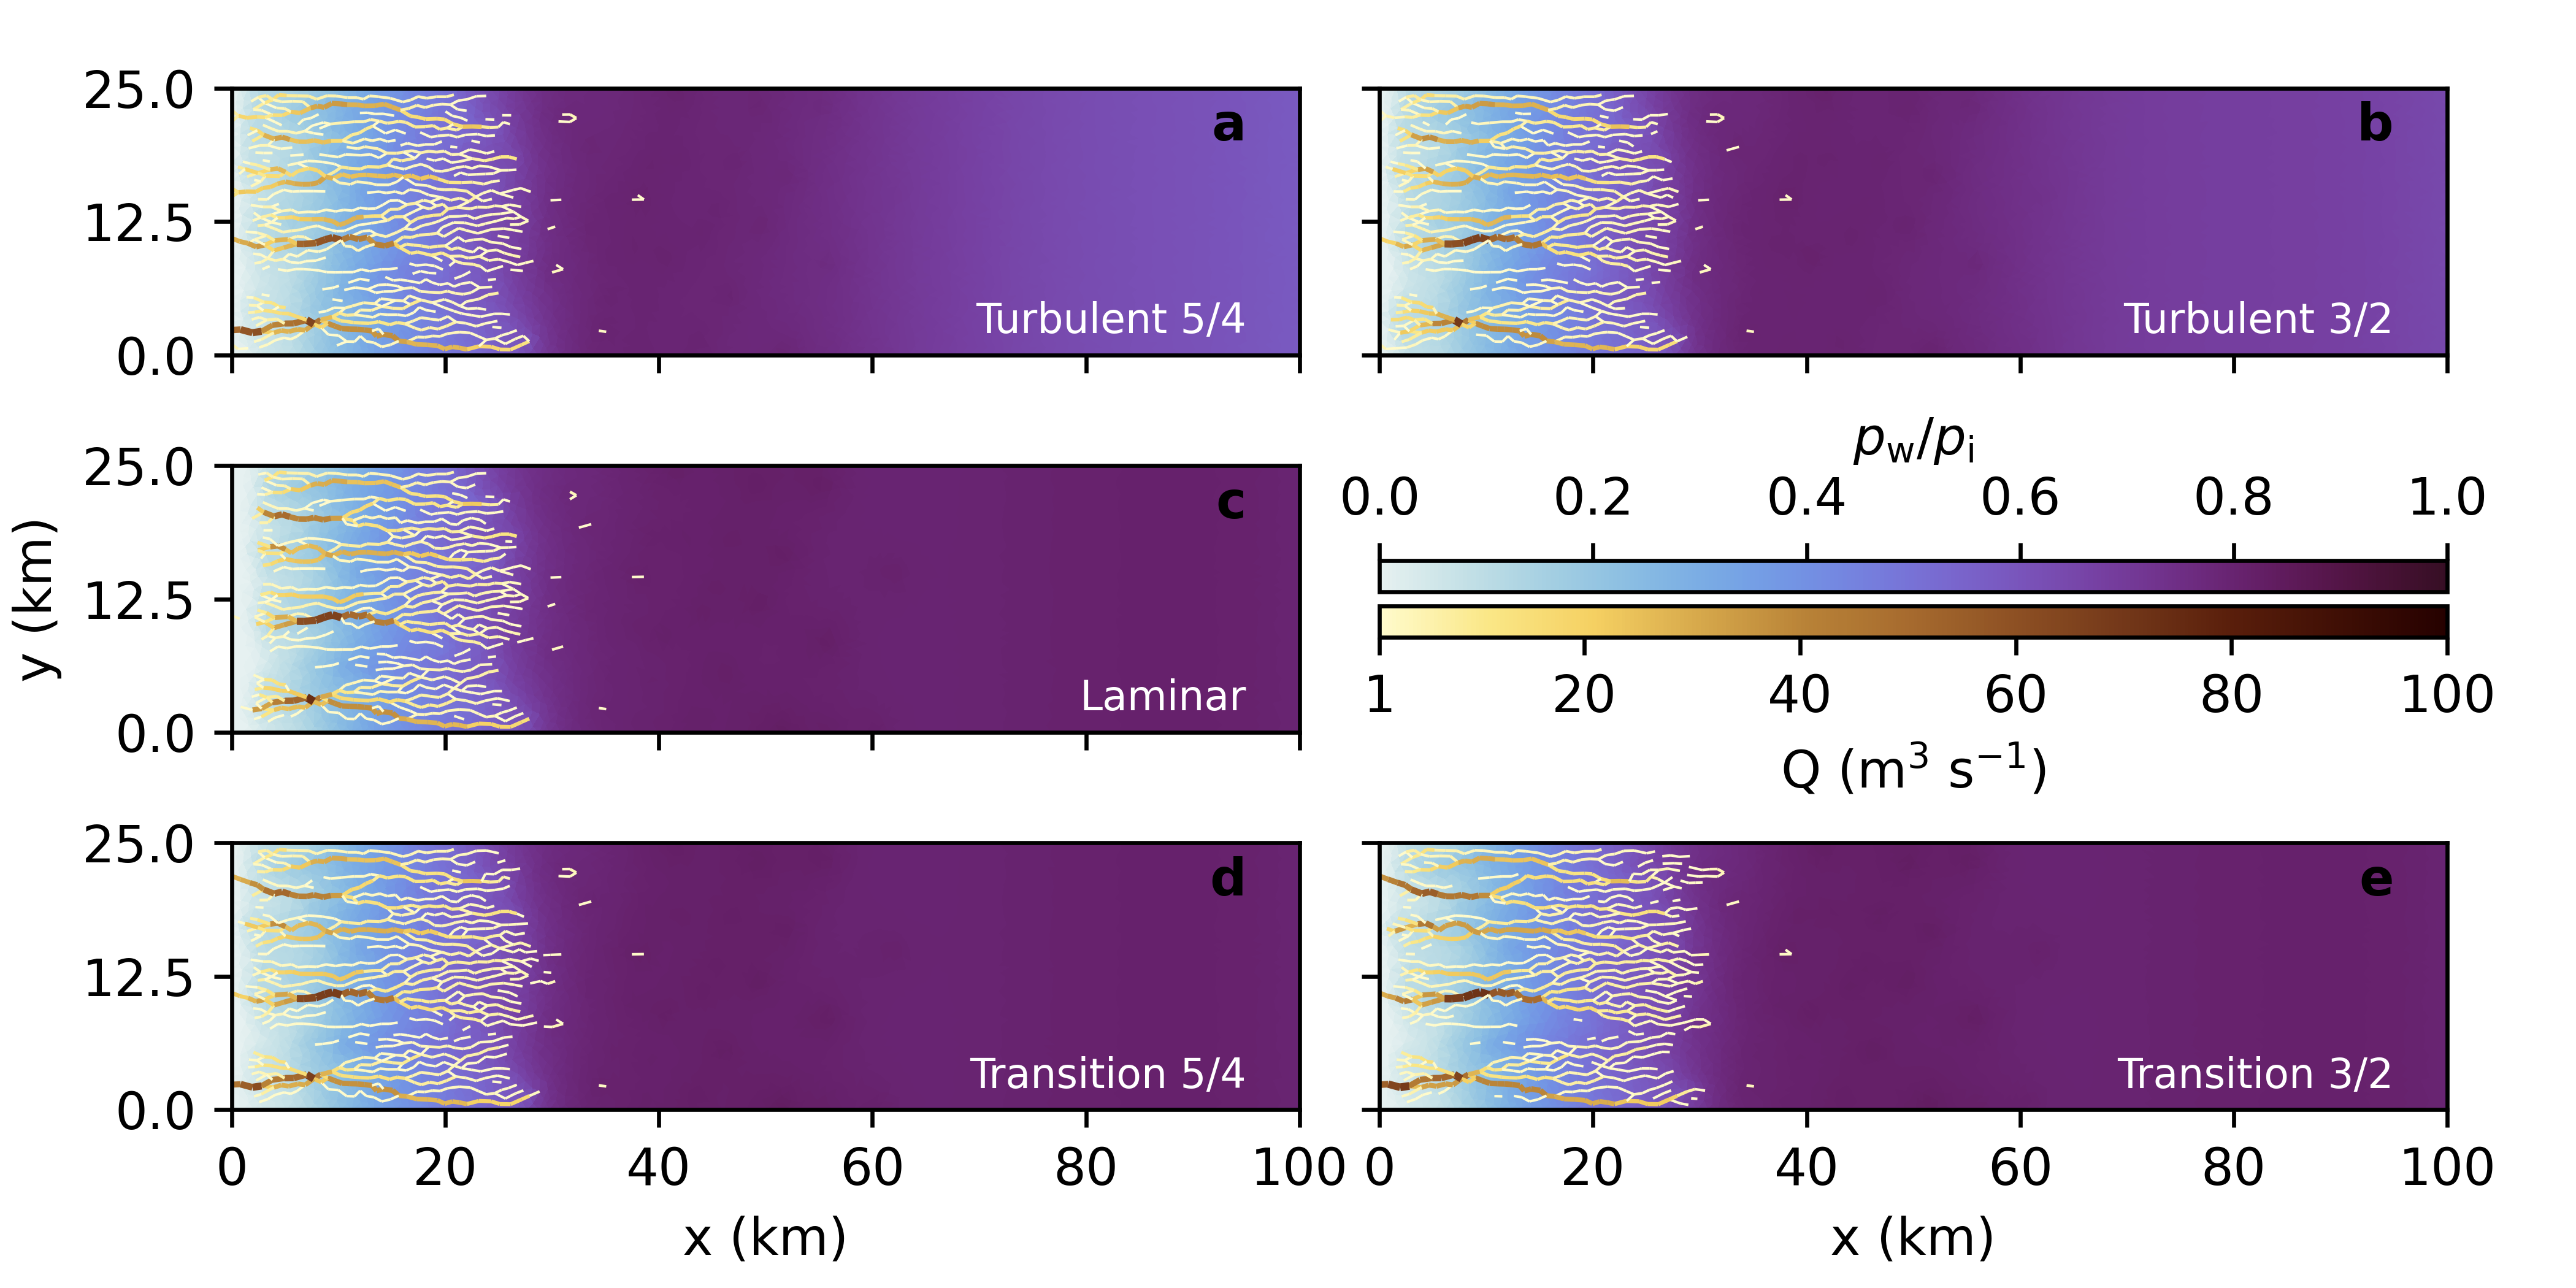 25.0
12.5
0.0
a
Turbulent 5/4
b
Turbulent 3/2
25.0
12.5
0.0
y (km)
c
Laminar
p_w/p_i
0.0 0.2 0.4 0.6 0.8 1.0
1 20 40 60 80 100
Q (m³ s⁻¹)
25.0
12.5
0.0
d
Transition 5/4
0 20 40 60 80 100
x (km)
e
Transition 3/2
0 20 40 60 80 100
x (km)